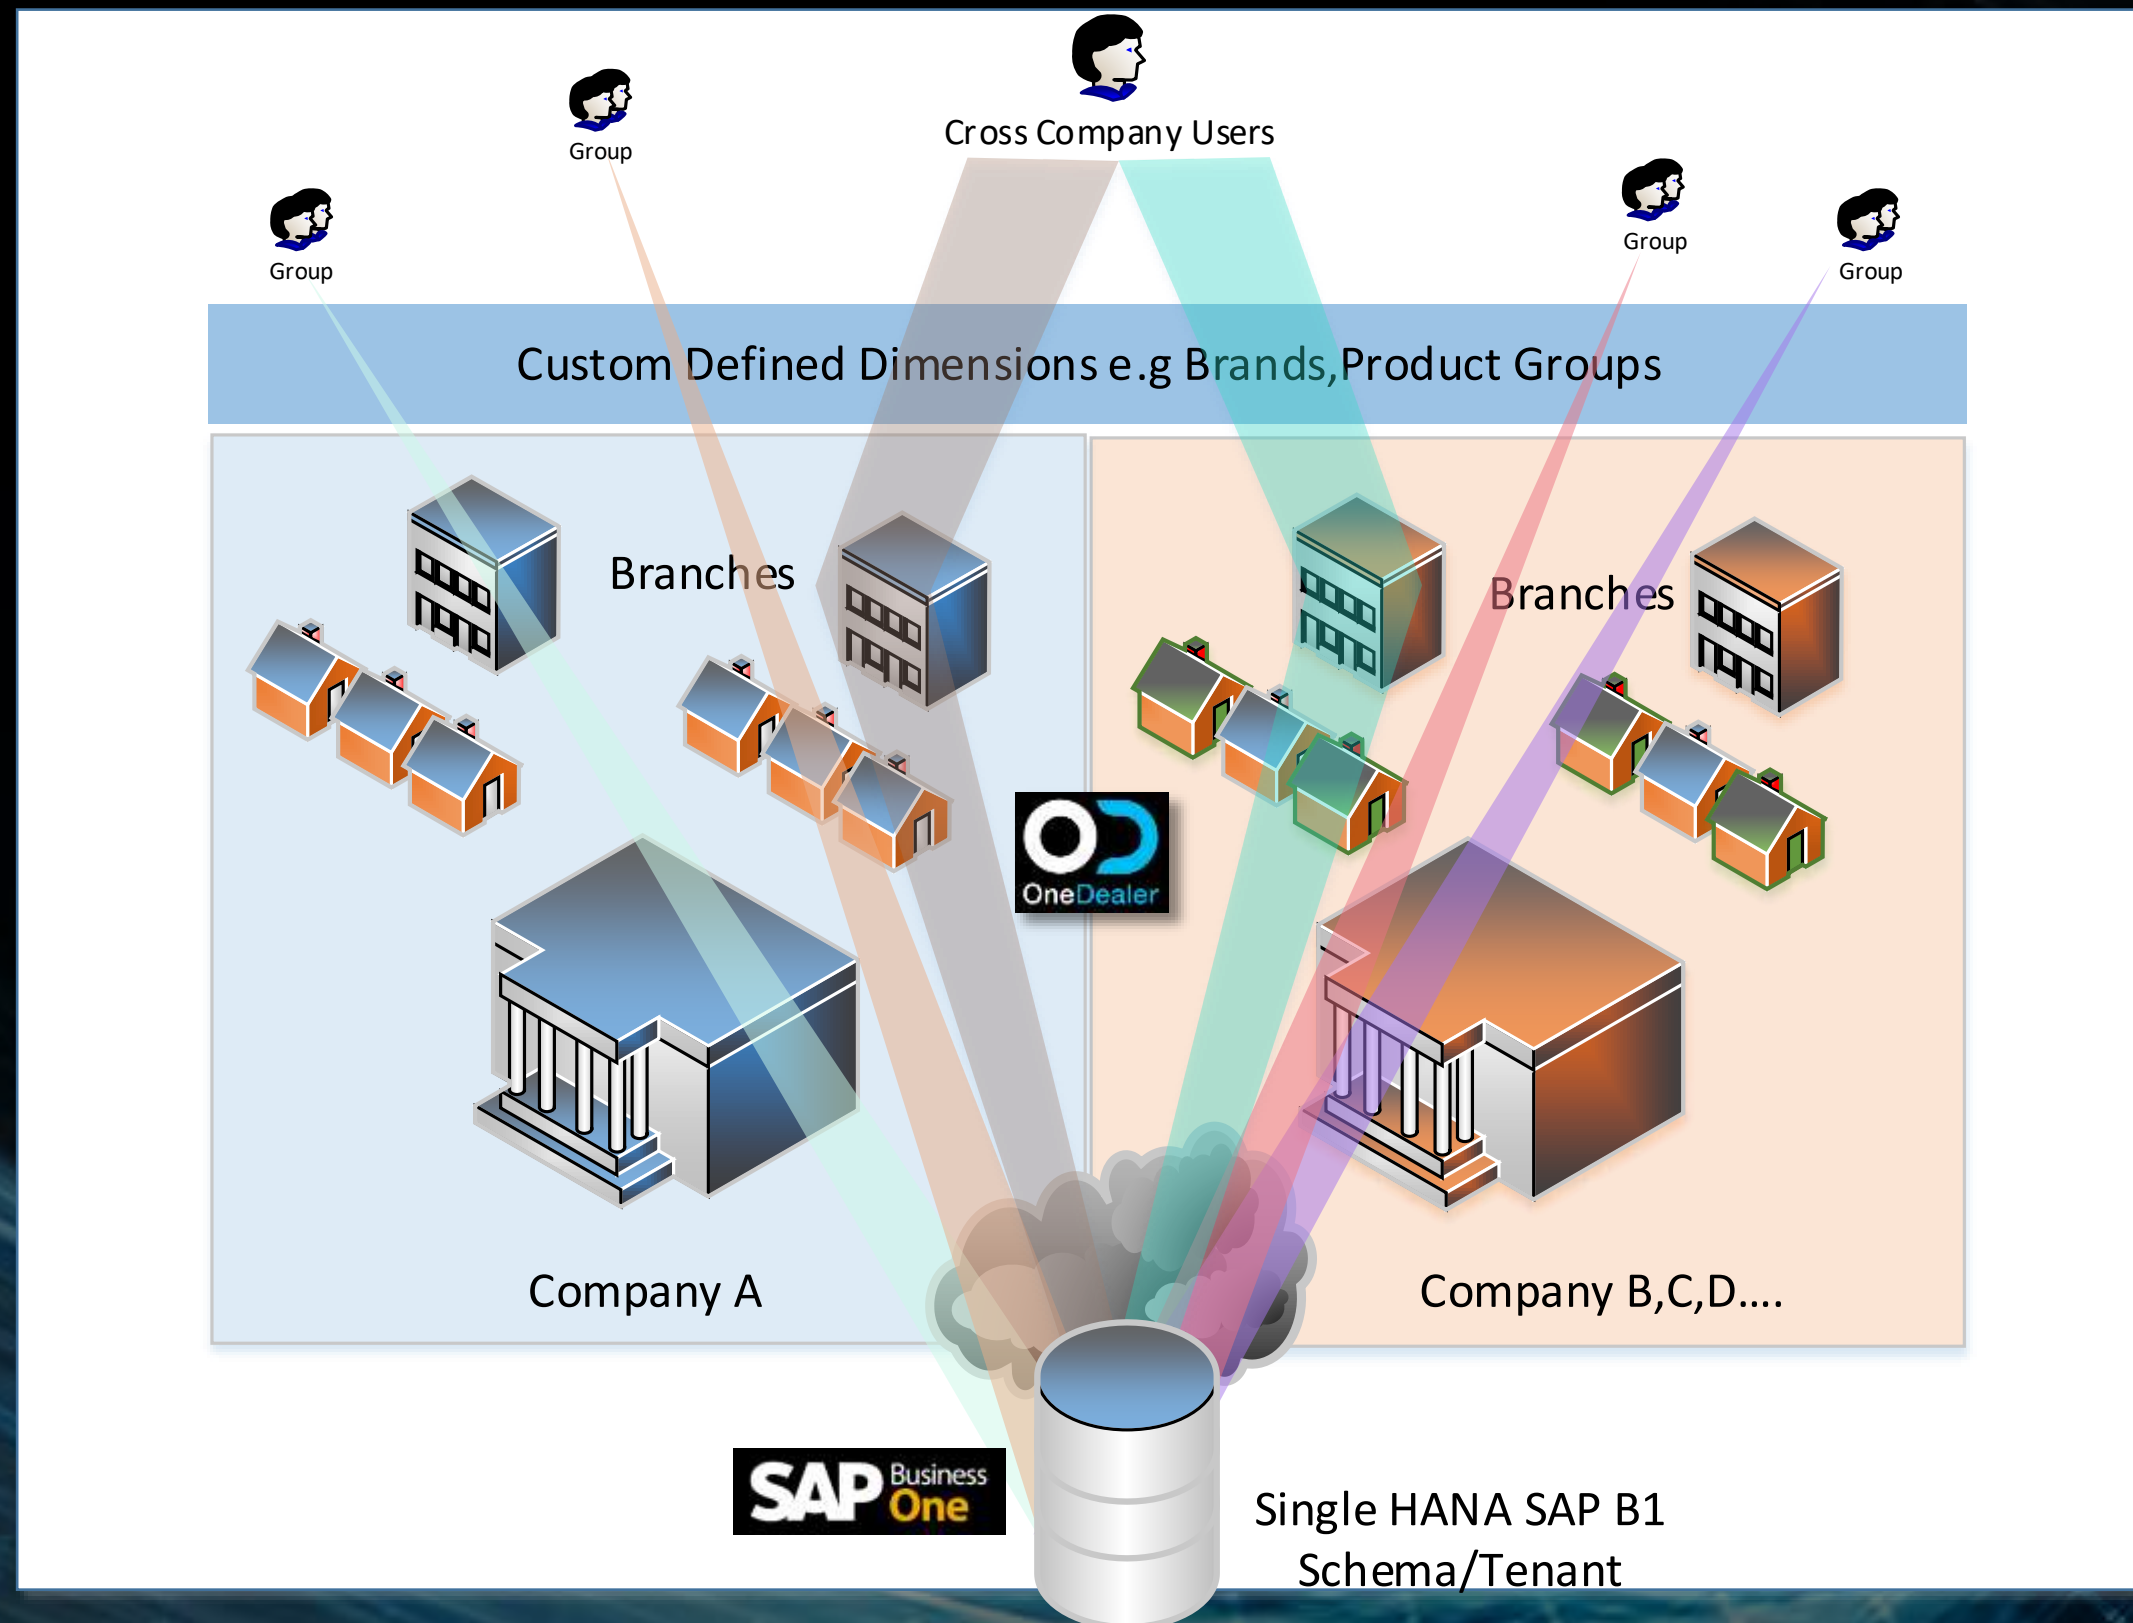 Cross Company Users
Group
Group
Group
Group
Custom Defined Dimensions e.g Brands,Product Groups
Branches
Branches
OneDealer
Company A
Company B,C,D....
SAP Business One
Single HANA SAP B1
Schema/Tenant